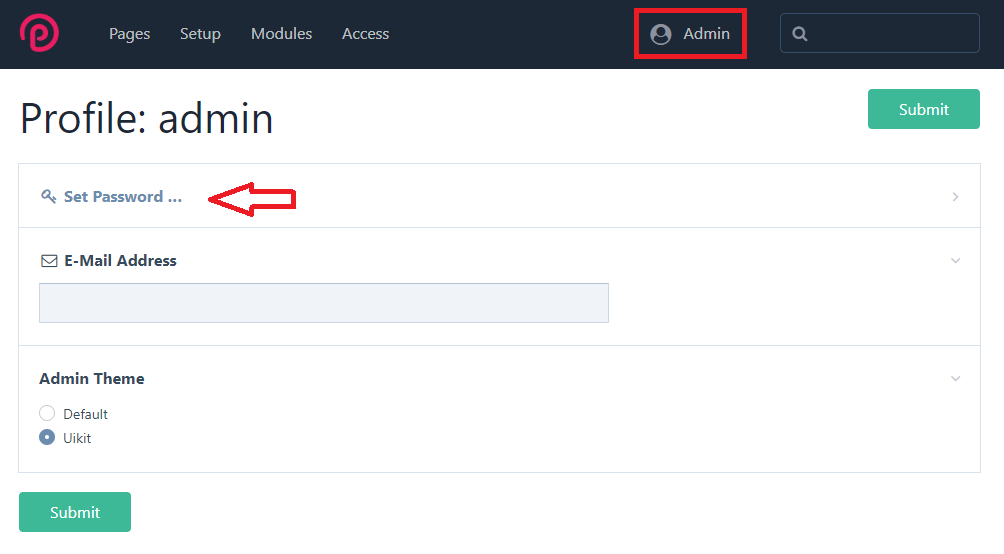 Pages Setup Modules Access Admin
Profile: admin
Submit
Set Password ...
E-Mail Address
Admin Theme
Default
Uikit
Submit